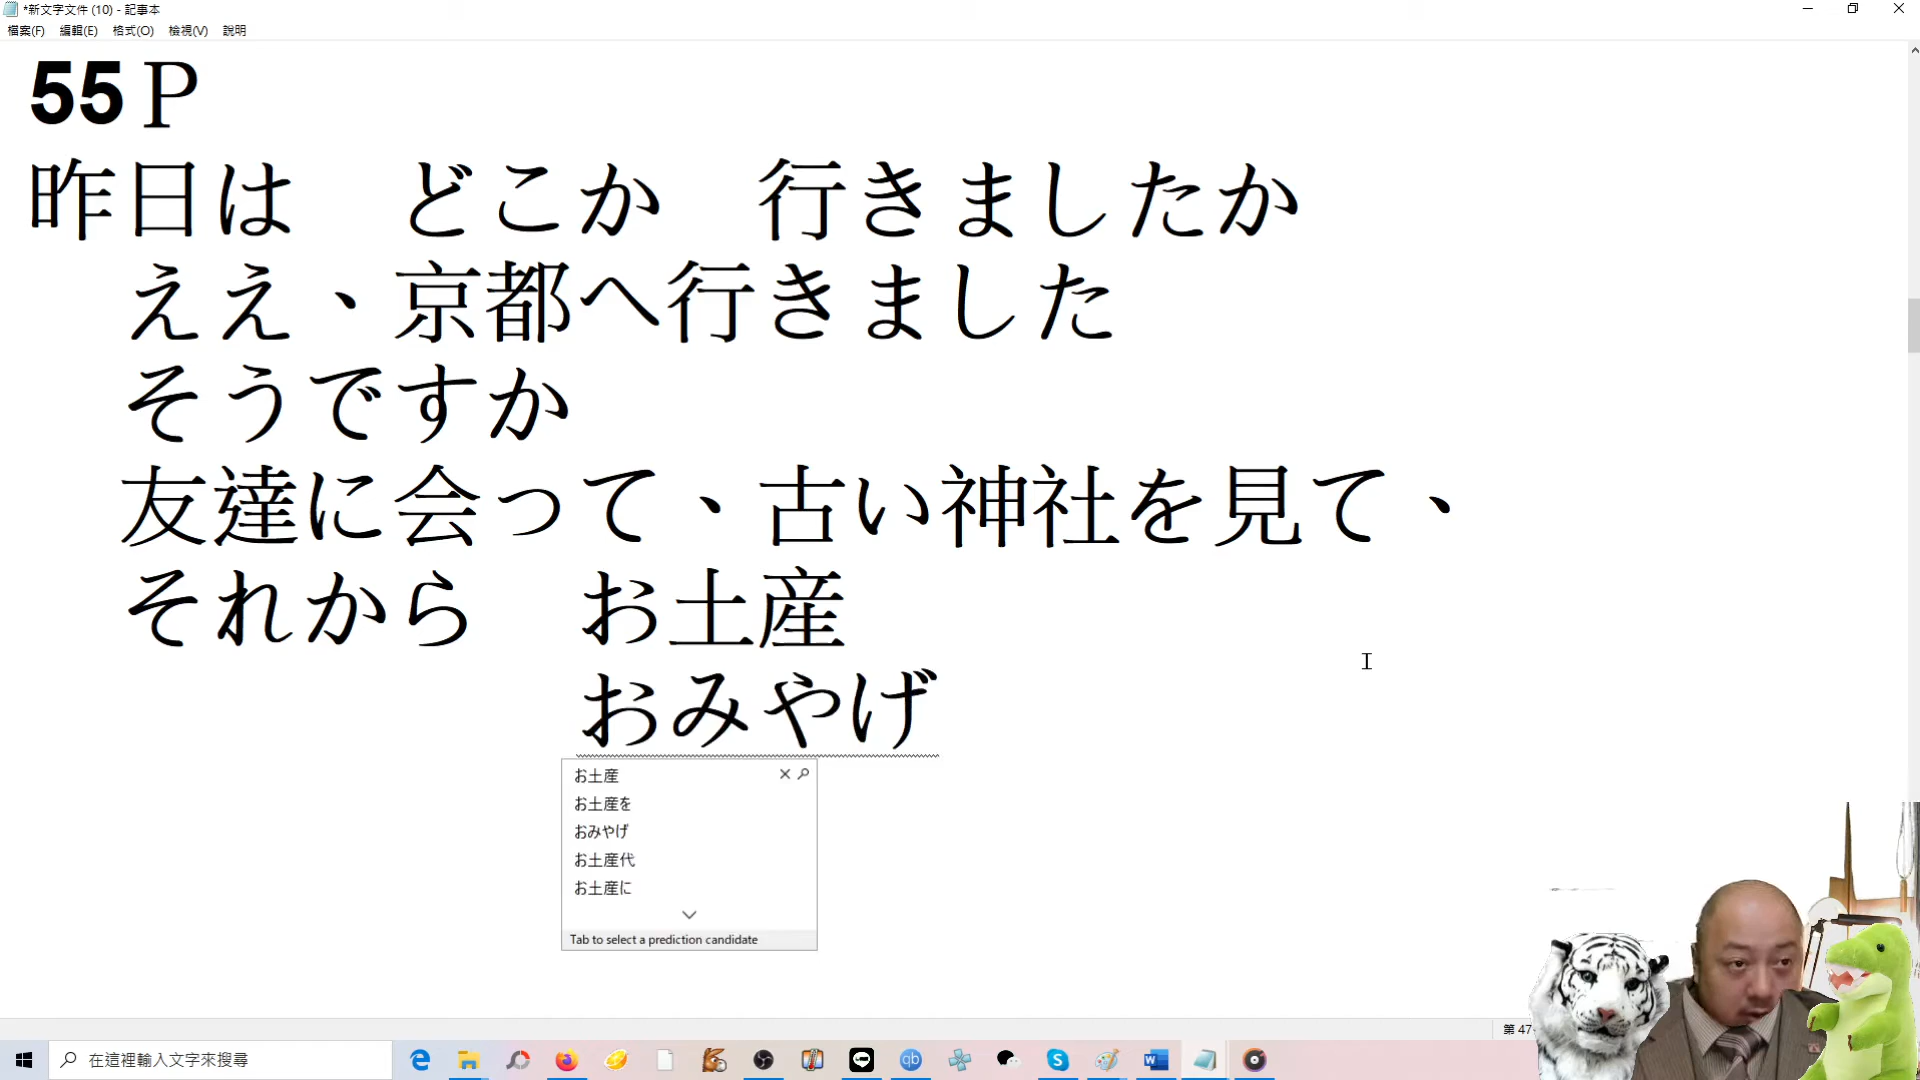 *新文字文件 (10) - 記事本
檔案(F) 編輯(E) 格式(O) 檢視(V) 說明
55Ｐ
昨日は　どこか　行きましたか
ええ、京都へ行きました
そうですか
友達に会って、古い神社を見て、
それから　お土産
おみやげ
お土産
お土産を
おみやげ
お土産代
お土産に
Tab to select a prediction candidate
第 47
在這裡輸入文字來搜尋